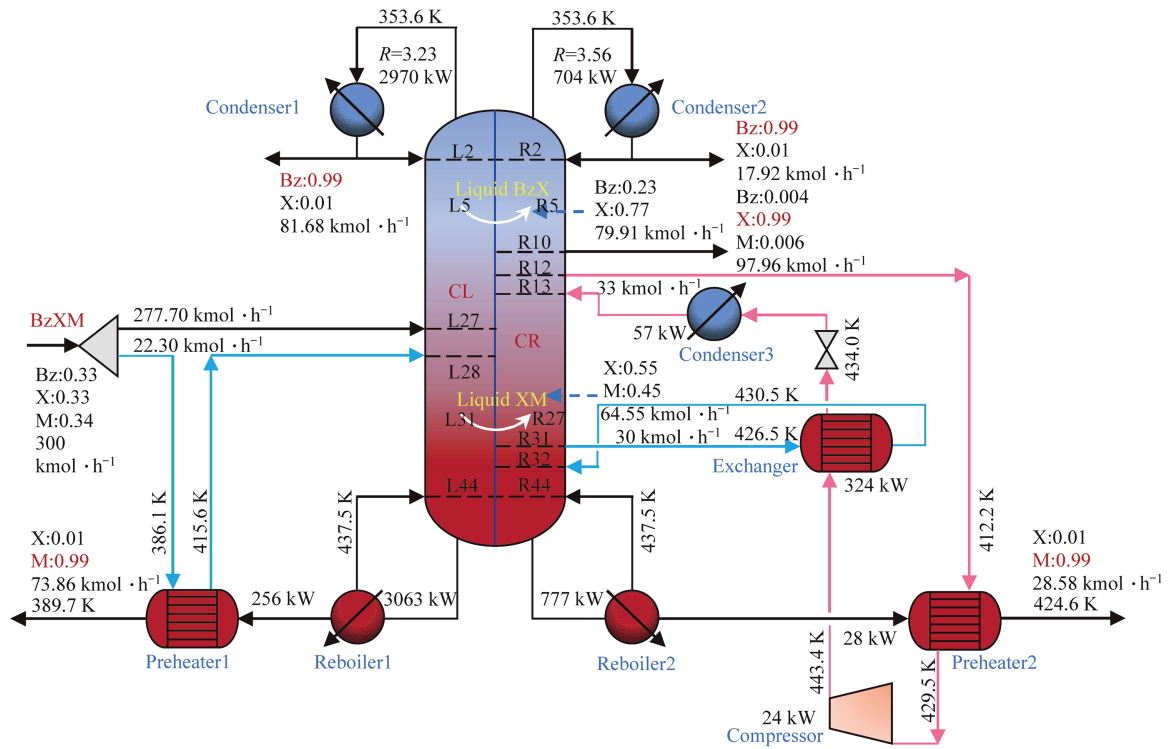 353.6 K
353.6 K
R=3.23
2970 kW
R=3.56
704 kW
Condenser1
Condenser2
L2
R2
Bz:0.99
X:0.01
81.68 kmol·h⁻¹
Bz:0.99
X:0.01
17.92 kmol·h⁻¹
Liquid BzX
L5
R5
Bz:0.23
X:0.77
79.91 kmol·h⁻¹
Bz:0.004
X:0.99
M:0.006
97.96 kmol·h⁻¹
R10
R12
R13
33 kmol·h⁻¹
CL
CR
57 kW
Condenser3
434.0 K
BzXM
277.70 kmol·h⁻¹
22.30 kmol·h⁻¹
L27
L28
Bz:0.33
X:0.33
M:0.34
300
kmol·h⁻¹
X:0.55
M:0.45
64.55 kmol·h⁻¹
Liquid XM
L31
R27
430.5 K
30 kmol·h⁻¹
426.5 K
R31
R32
Exchanger
324 kW
L44
R44
386.1 K
415.6 K
437.5 K
437.5 K
412.2 K
X:0.01
M:0.99
73.86 kmol·h⁻¹
389.7 K
256 kW
3063 kW
777 kW
28 kW
X:0.01
M:0.99
28.58 kmol·h⁻¹
424.6 K
Preheater1
Reboiler1
Reboiler2
Preheater2
443.4 K
429.5 K
24 kW
Compressor